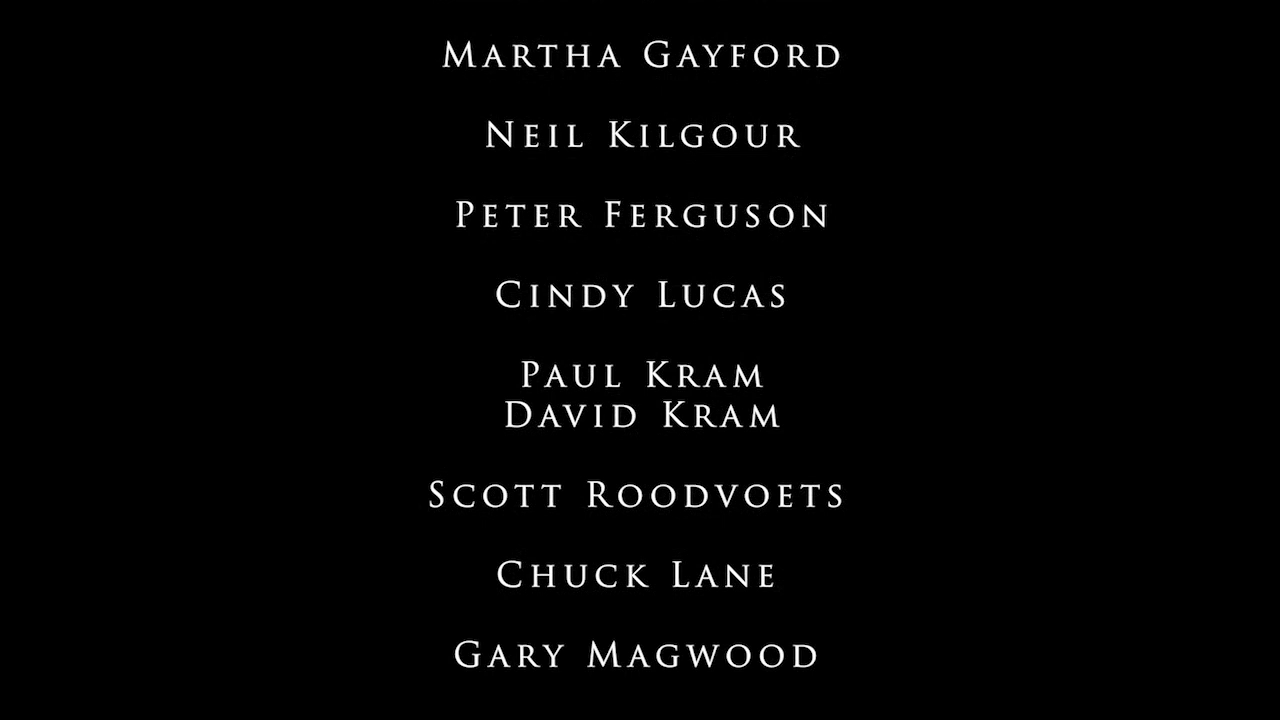 Martha Gayford
Neil Kilgour
Peter Ferguson
Cindy Lucas
Paul Kram
David Kram
Scott Roodvoets
Chuck Lane
Gary Magwood